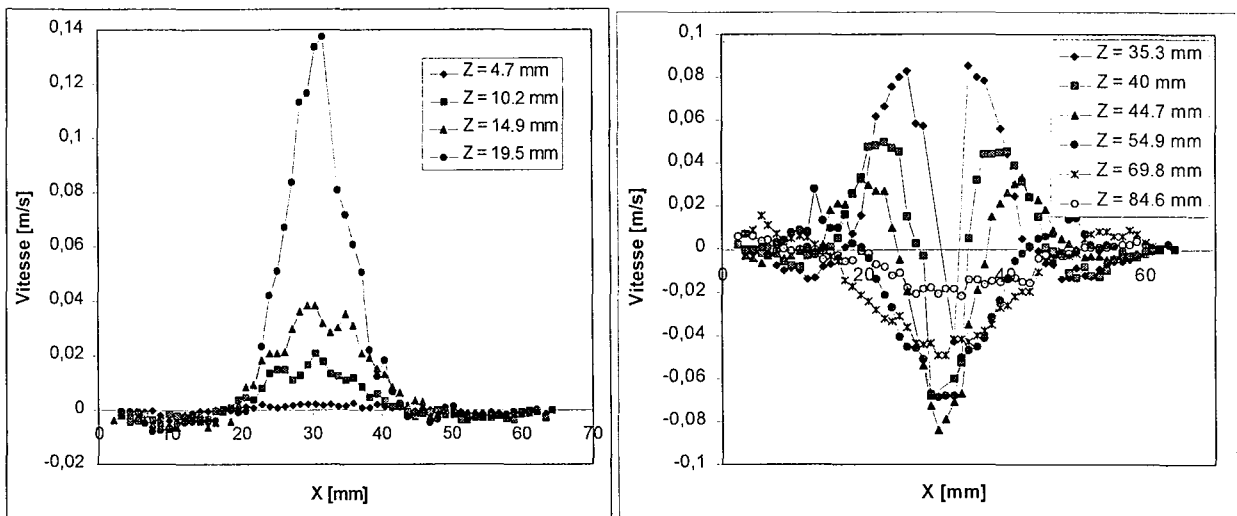 0,14
0,12
0,1
0,08
0,06
0,04
0,02
0
-0,02
0 10 20 30 40 50 60 70
Vitesse [m/s]
X [mm]
Z = 4.7 mm
Z = 10.2 mm
Z = 14.9 mm
Z = 19.5 mm
0,1
0,08
0,06
0,04
0,02
0
-0,02
-0,04
-0,06
-0,08
-0,1
0 20 40 60
Vitesse [m/s]
X [mm]
Z = 35.3 mm
Z = 40 mm
Z = 44.7 mm
Z = 54.9 mm
Z = 69.8 mm
Z = 84.6 mm